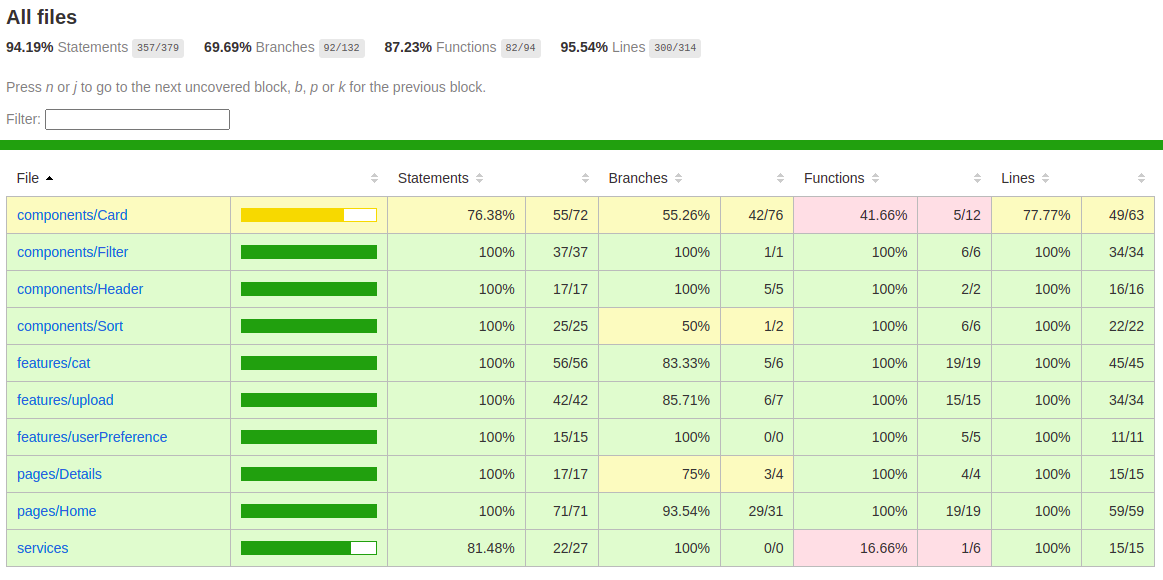 All files
94.19% Statements 357/379 69.69% Branches 92/132 87.23% Functions 82/94 95.54% Lines 300/314
Press n or j to go to the next uncovered block, b, p or k for the previous block.
Filter:
File Statements Branches Functions Lines
components/Card 76.38% 55/72 55.26% 42/76 41.66% 5/12 77.77% 49/63
components/Filter 100% 37/37 100% 1/1 100% 6/6 100% 34/34
components/Header 100% 17/17 100% 5/5 100% 2/2 100% 16/16
components/Sort 100% 25/25 50% 1/2 100% 6/6 100% 22/22
features/cat 100% 56/56 83.33% 5/6 100% 19/19 100% 45/45
features/upload 100% 42/42 85.71% 6/7 100% 15/15 100% 34/34
features/userPreference 100% 15/15 100% 0/0 100% 5/5 100% 11/11
pages/Details 100% 17/17 75% 3/4 100% 4/4 100% 15/15
pages/Home 100% 71/71 93.54% 29/31 100% 19/19 100% 59/59
services 81.48% 22/27 100% 0/0 16.66% 1/6 100% 15/15